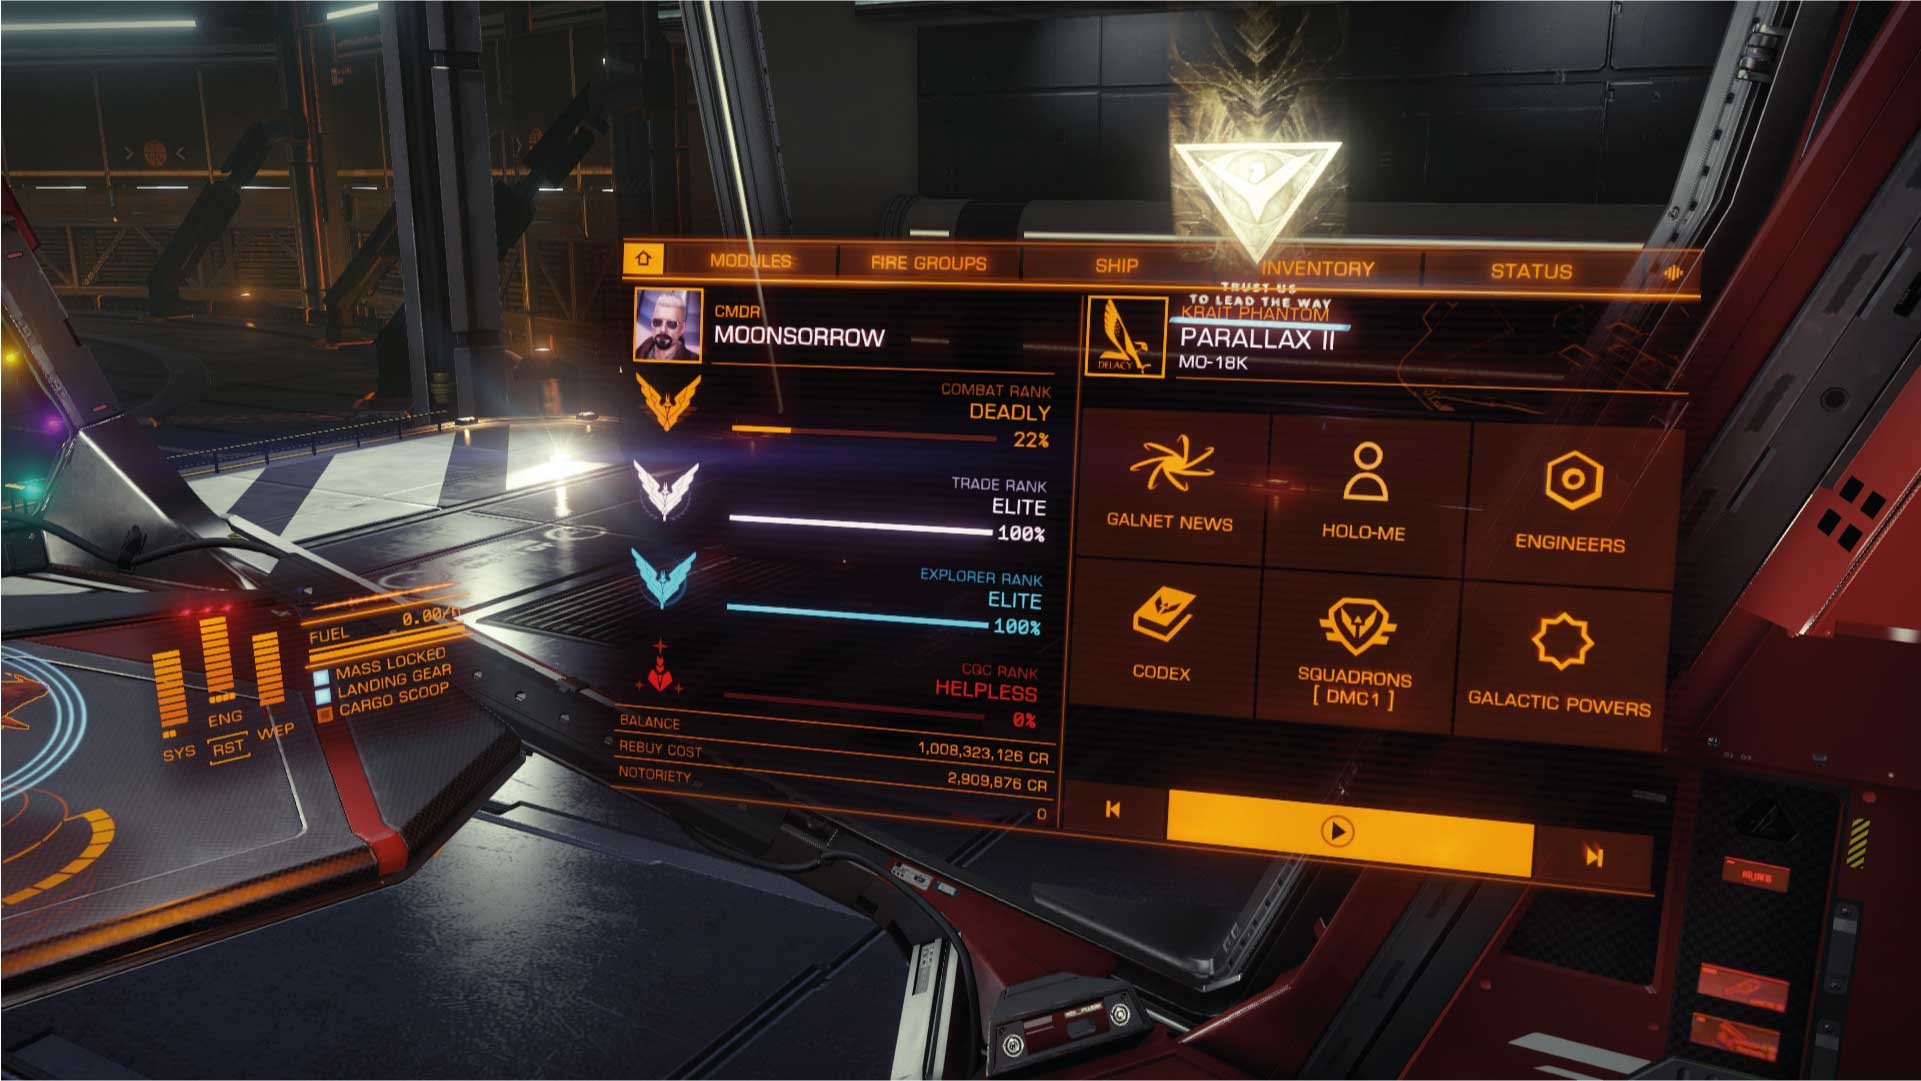 MODULES
FIRE GROUPS
SHIP
INVENTORY
STATUS
TRUST US
TO LEAD THE WAY
CMDR
MOONSORROW
DELACY
KRAIT PHANTOM
PARALLAX II
MO-18K
COMBAT RANK
DEADLY
22%
TRADE RANK
ELITE
100%
EXPLORER RANK
ELITE
100%
CQC RANK
HELPLESS
0%
BALANCE
1,008,323,126 CR
REBUY COST
2,909,876 CR
NOTORIETY
0
GALNET NEWS
HOLO-ME
ENGINEERS
CODEX
SQUADRONS
[ DMC1 ]
GALACTIC POWERS
FUEL
0.00/
MASS LOCKED
LANDING GEAR
CARGO SCOOP
SYS
ENG
RST
WEP